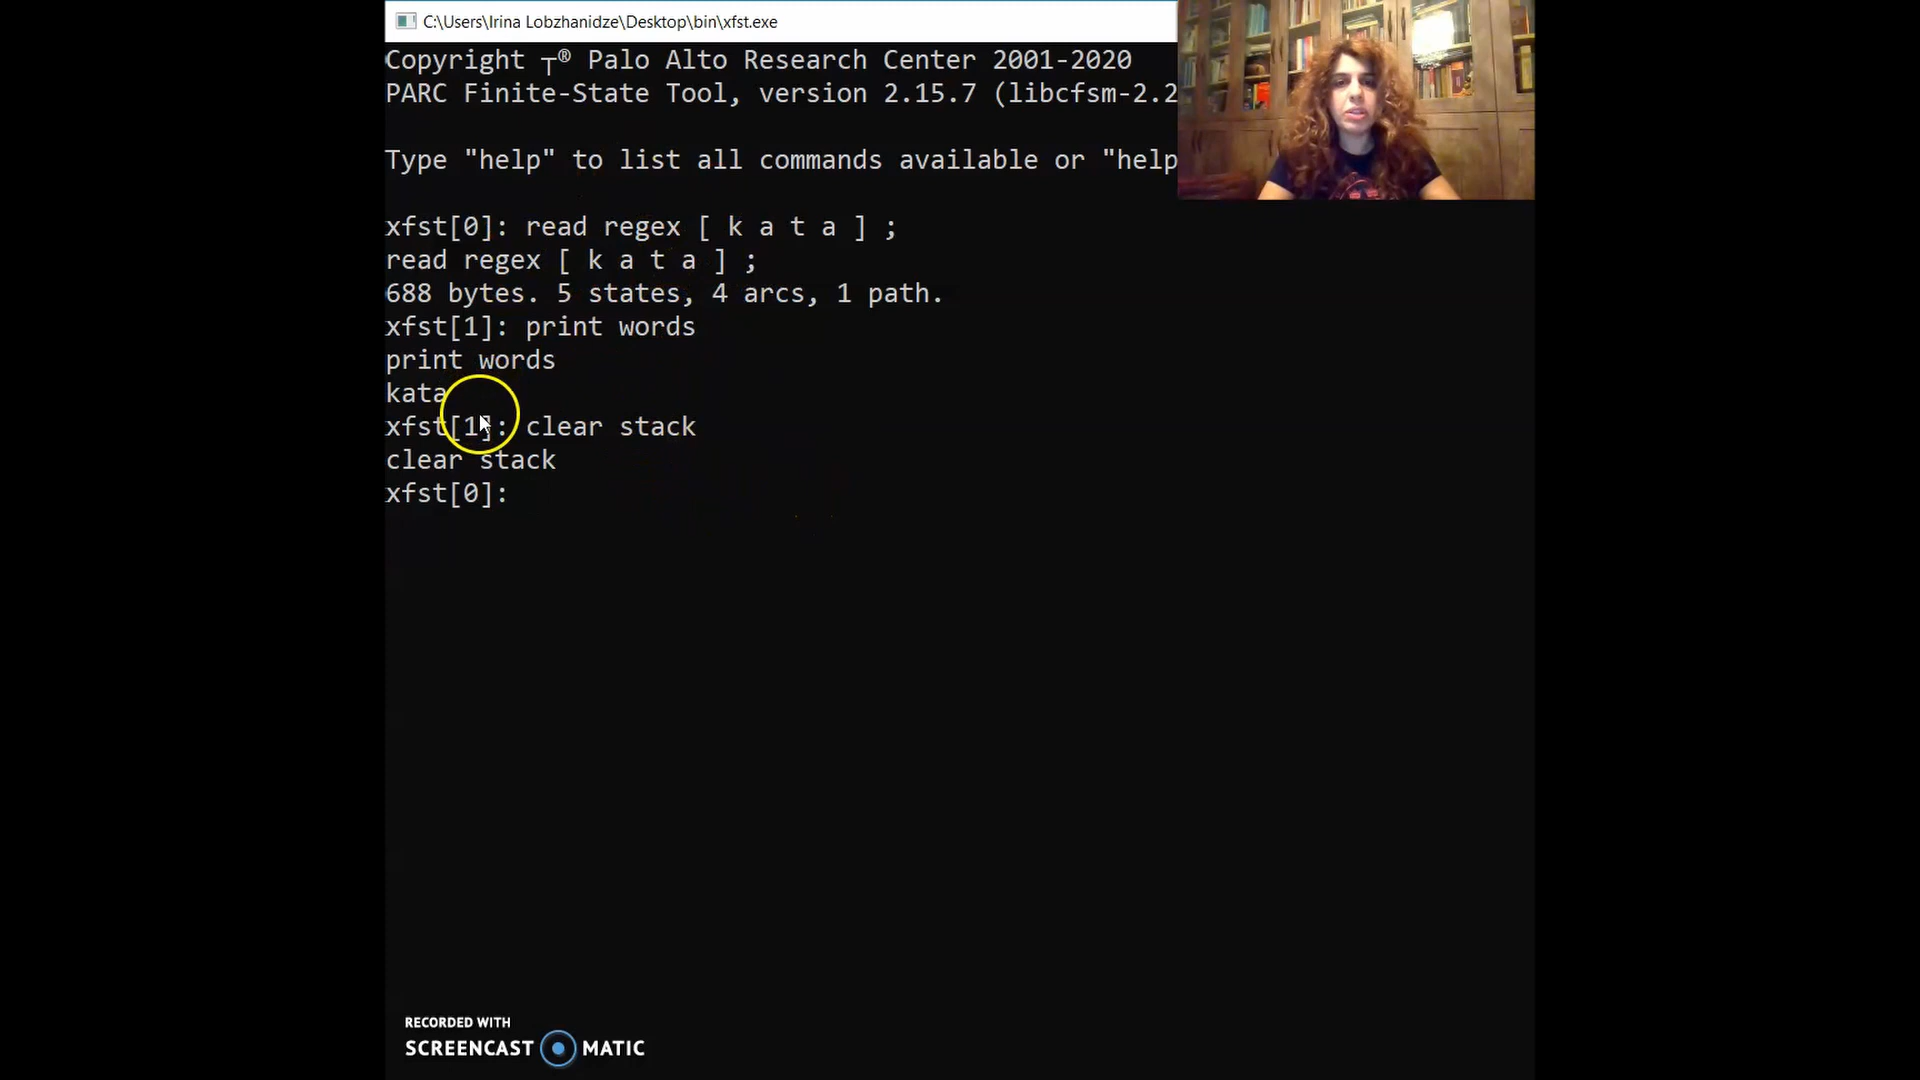 C:\Users\Irina Lobzhanidze\Desktop\bin\xfst.exe
Copyright ┬® Palo Alto Research Center 2001-2020
PARC Finite-State Tool, version 2.15.7 (libcfsm-2.2
Type "help" to list all commands available or "help
xfst[0]: read regex [ k a t a ] ;
read regex [ k a t a ] ;
688 bytes. 5 states, 4 arcs, 1 path.
xfst[1]: print words
print words
kata
xfst[1]: clear stack
clear stack
xfst[0]:
RECORDED WITH
SCREENCAST MATIC